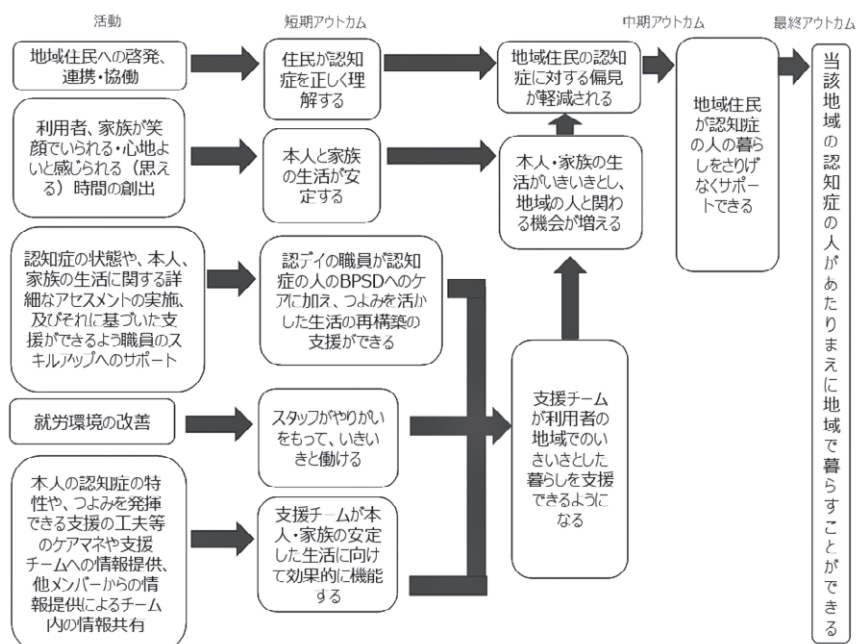 活動
短期アウトカム
中期アウトカム
最終アウトカム
地域住民への啓発、
連携・協働
住民が認知
症を正しく理
解する
地域住民の認知
症に対する偏見
が軽減される
地域住民
が認知症
の人の暮ら
しをさりげ
なくサポート
できる
当該地域の認知症の人があたりまえに地域で暮らすことができる
利用者、家族が笑
顔でいられる・心地よ
いと感じられる（思え
る）時間の創出
本人と家族
の生活が安
定する
本人・家族の生
活がいきいきとし、
地域の人と関わ
る機会が増える
認知症の状態や、本人、
家族の生活に関する詳
細なアセスメントの実施、
及びそれに基づいた支
援ができるよう職員のス
キルアップへのサポート
認デイの職員が認知
症の人のBPSDへのケ
アに加え、つよみを活か
した生活の再構築の
支援ができる
支援チーム
が利用者の
地域でのい
きいきとした
暮らしを支援
できるように
なる
就労環境の改善
スタッフがやりがい
をもって、いきい
きと働ける
本人の認知症の特
性や、つよみを発揮
できる支援の工夫等
のケアマネや支援
チームへの情報提供、
他メンバーからの情
報提供によるチーム
内の情報共有
支援チームが本
人・家族の安定
した生活に向け
て効果的に機能
する